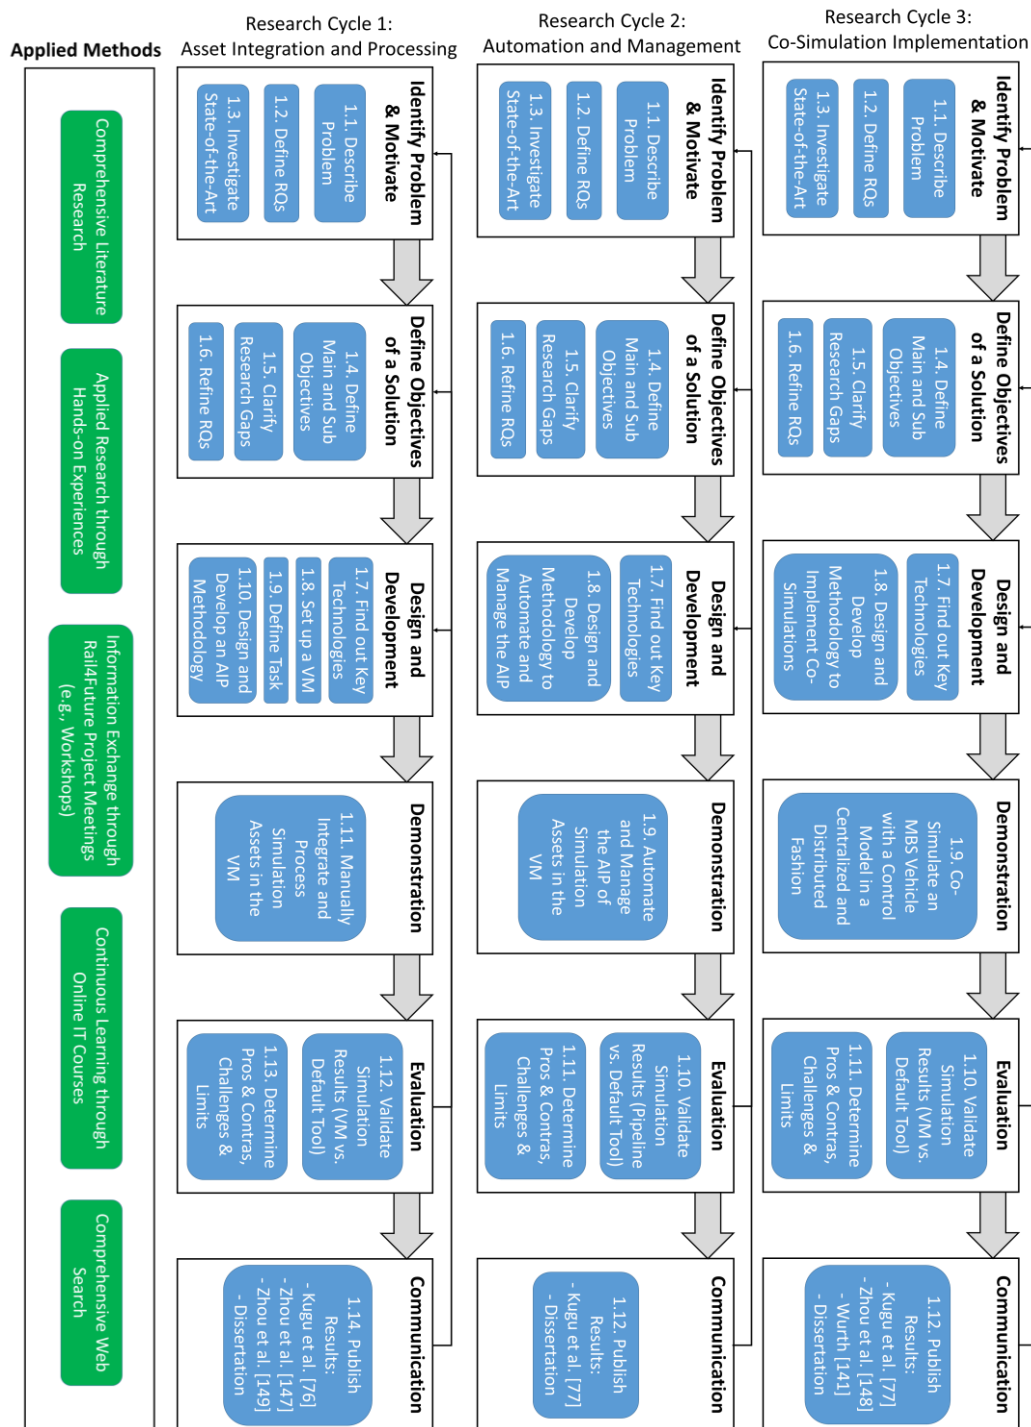 Research Cycle 1:
Asset Integration and Processing
Identify Problem
& Motivate
1.1. Describe
Problem
1.2. Define RQs
1.3. Investigate
State-of-the-Art
Define Objectives
of a Solution
1.4. Define
Main and Sub
Objectives
1.5. Clarify
Research Gaps
1.6. Refine RQs
Design and
Development
1.7. Find out Key
Technologies
1.8. Set up a VM
1.9. Define Task
1.10. Design and
Develop an AIP
Methodology
Demonstration
1.11. Manually
Integrate and
Process
Simulation
Assets in the
VM
Evaluation
1.12. Validate
Simulation
Results (VM vs.
Default Tool)
1.13. Determine
Pros & Contras,
Challenges &
Limits
Communication
1.14. Publish
Results:
- Kugu et al. [76]
- Zhou et al. [147]
- Zhou et al. [149]
- Dissertation
Research Cycle 2:
Automation and Management
Identify Problem
& Motivate
1.1. Describe
Problem
1.2. Define RQs
1.3. Investigate
State-of-the-Art
Define Objectives
of a Solution
1.4. Define
Main and Sub
Objectives
1.5. Clarify
Research Gaps
1.6. Refine RQs
Design and
Development
1.7. Find out Key
Technologies
1.8. Design and
Develop
Methodology to
Automate and
Manage the AIP
Demonstration
1.9. Automate
and Manage
the AIP of
Simulation
Assets in the
VM
Evaluation
1.10. Validate
Simulation
Results (Pipeline
vs. Default Tool)
1.11. Determine
Pros & Contras,
Challenges &
Limits
Communication
1.12. Publish
Results:
- Kugu et al. [77]
- Dissertation
Research Cycle 3:
Co-Simulation Implementation
Identify Problem
& Motivate
1.1. Describe
Problem
1.2. Define RQs
1.3. Investigate
State-of-the-Art
Define Objectives
of a Solution
1.4. Define
Main and Sub
Objectives
1.5. Clarify
Research Gaps
1.6. Refine RQs
Design and
Development
1.7. Find out Key
Technologies
1.8. Design and
Develop
Methodology to
Implement Co-
Simulations
Demonstration
1.9. Co-
Simulate an
MBS Vehicle
with a Control
Model in a
Centralized and
Distributed
Fashion
Evaluation
1.10. Validate
Simulation
Results (VM vs.
Default Tool)
1.11. Determine
Pros & Contras,
Challenges &
Limits
Communication
1.12. Publish
Results:
- Kugu et al. [77]
- Zhou et al. [148]
- Wurth [141]
- Dissertation
Applied Methods
Comprehensive Literature
Research
Applied Research through
Hands-on Experiences
Information Exchange through
Rail4Future Project Meetings
(e.g., Workshops)
Continuous Learning through
Online IT Courses
Comprehensive Web
Search